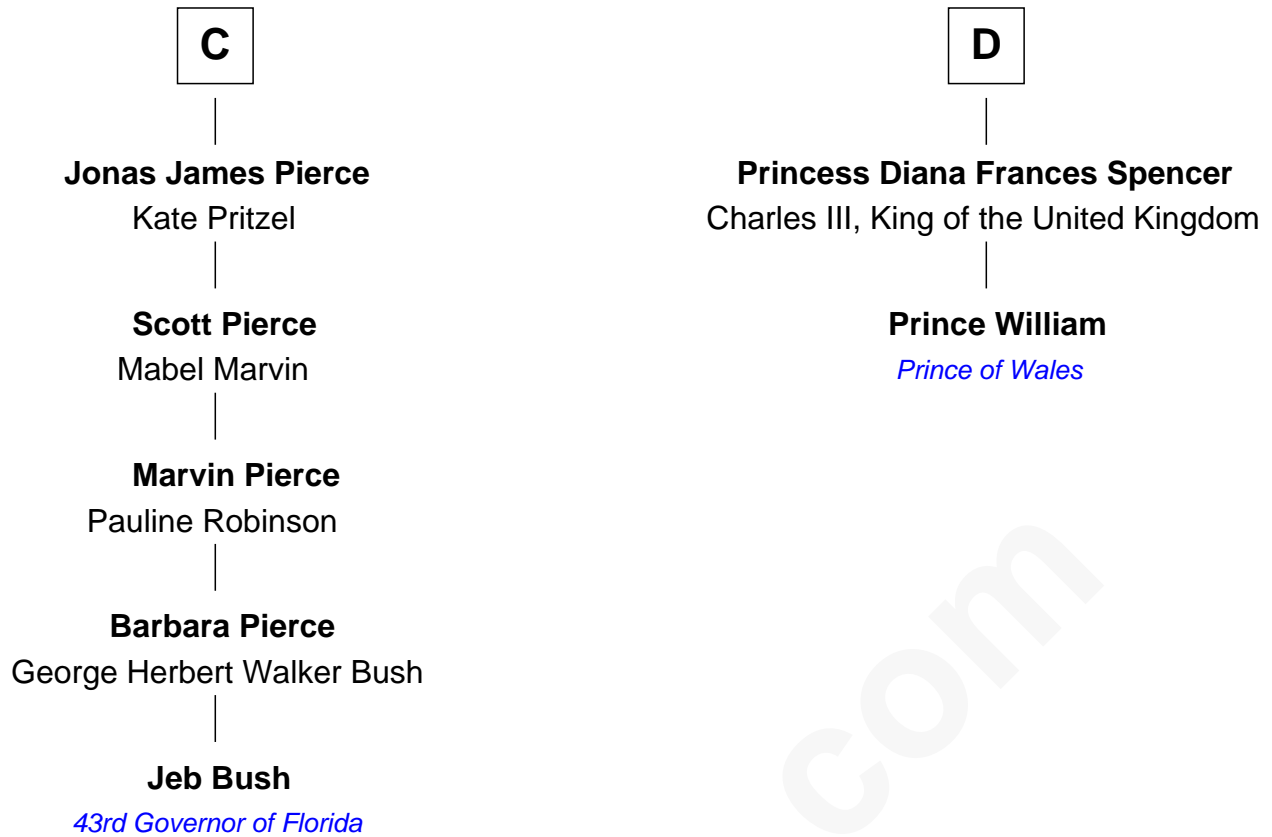 C
Jonas James Pierce
Kate Pritzel
Scott Pierce
Mabel Marvin
Marvin Pierce
Pauline Robinson
Barbara Pierce
George Herbert Walker Bush
Jeb Bush
43rd Governor of Florida
D
Princess Diana Frances Spencer
Charles III, King of the United Kingdom
Prince William
Prince of Wales
com